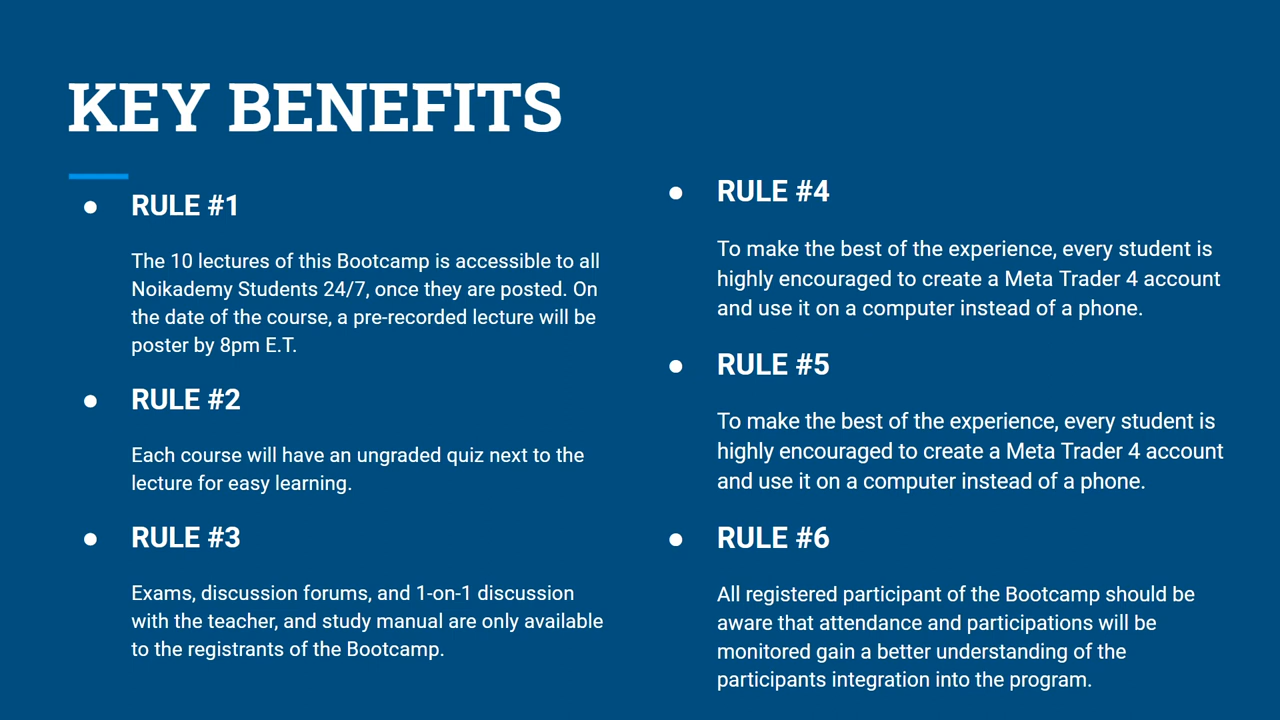 KEY BENEFITS
● RULE #1
The 10 lectures of this Bootcamp is accessible to all
Noikademy Students 24/7, once they are posted. On
the date of the course, a pre-recorded lecture will be
poster by 8pm E.T.
● RULE #2
Each course will have an ungraded quiz next to the
lecture for easy learning.
● RULE #3
Exams, discussion forums, and 1-on-1 discussion
with the teacher, and study manual are only available
to the registrants of the Bootcamp.
● RULE #4
To make the best of the experience, every student is
highly encouraged to create a Meta Trader 4 account
and use it on a computer instead of a phone.
● RULE #5
To make the best of the experience, every student is
highly encouraged to create a Meta Trader 4 account
and use it on a computer instead of a phone.
● RULE #6
All registered participant of the Bootcamp should be
aware that attendance and participations will be
monitored gain a better understanding of the
participants integration into the program.